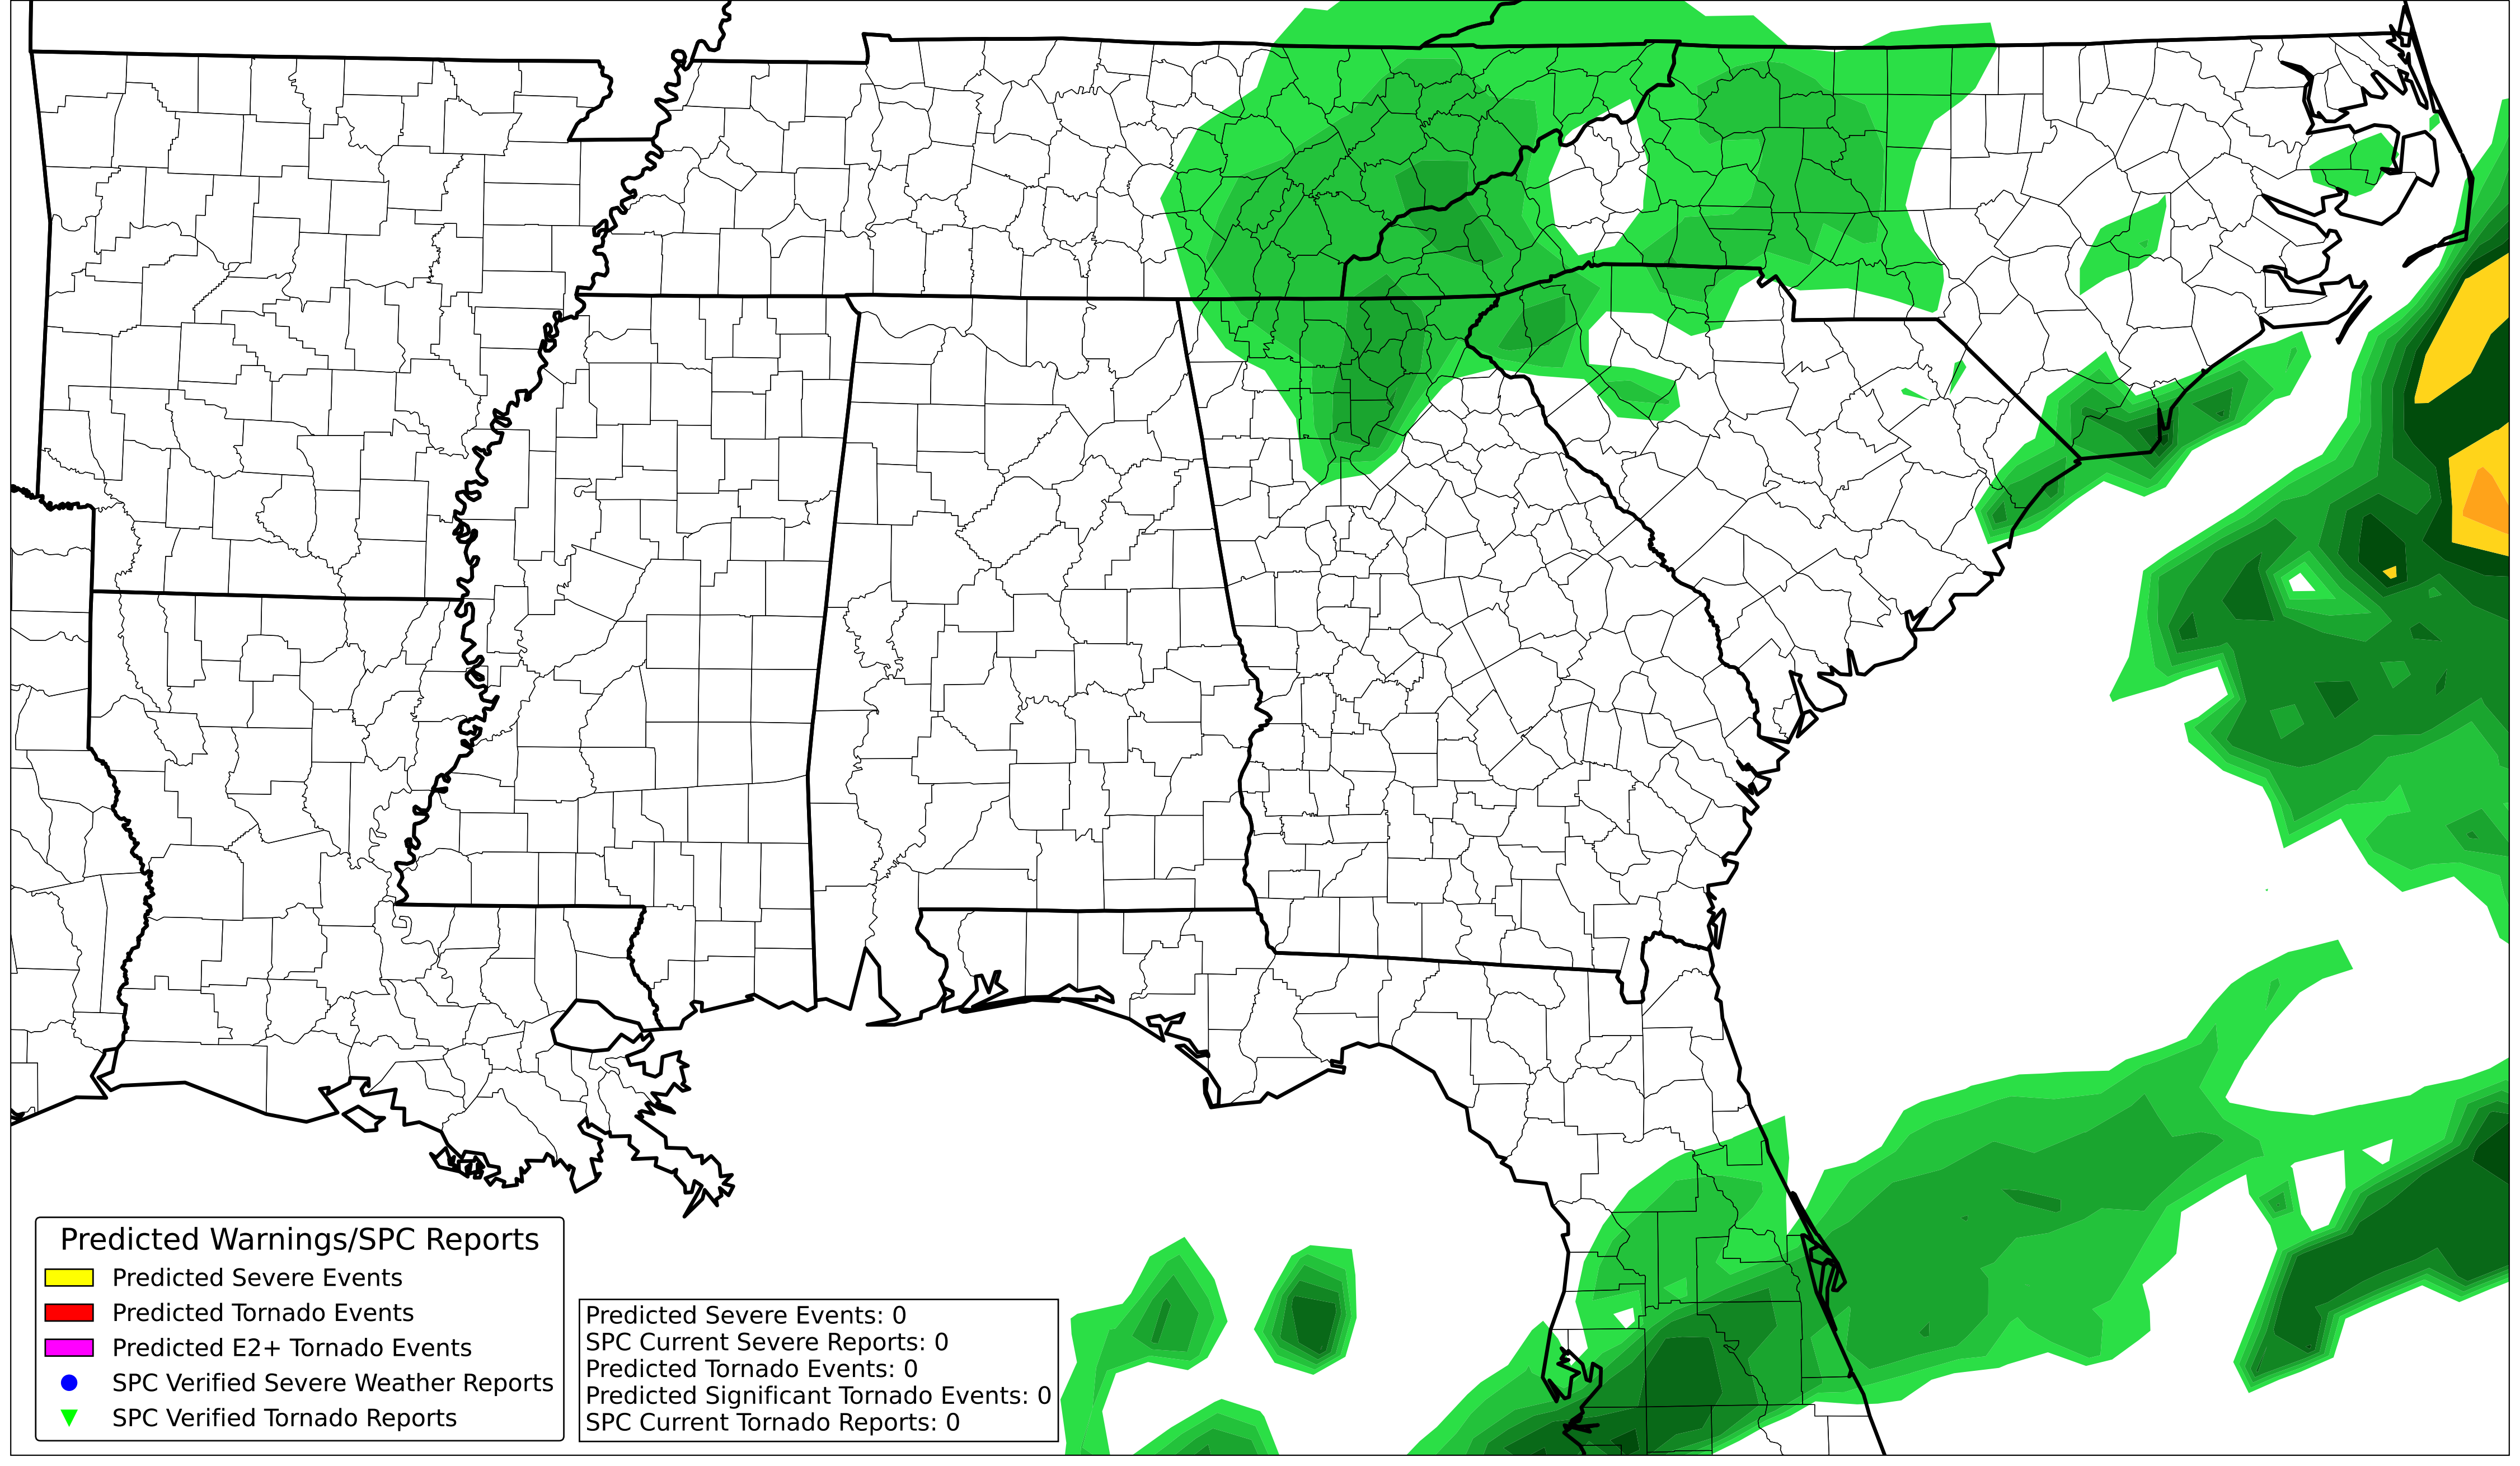 Predicted Warnings/SPC Reports
Predicted Severe Events
Predicted Tornado Events
Predicted E2+ Tornado Events
SPC Verified Severe Weather Reports
SPC Verified Tornado Reports
Predicted Severe Events: 0
SPC Current Severe Reports: 0
Predicted Tornado Events: 0
Predicted Significant Tornado Events: 0
SPC Current Tornado Reports: 0